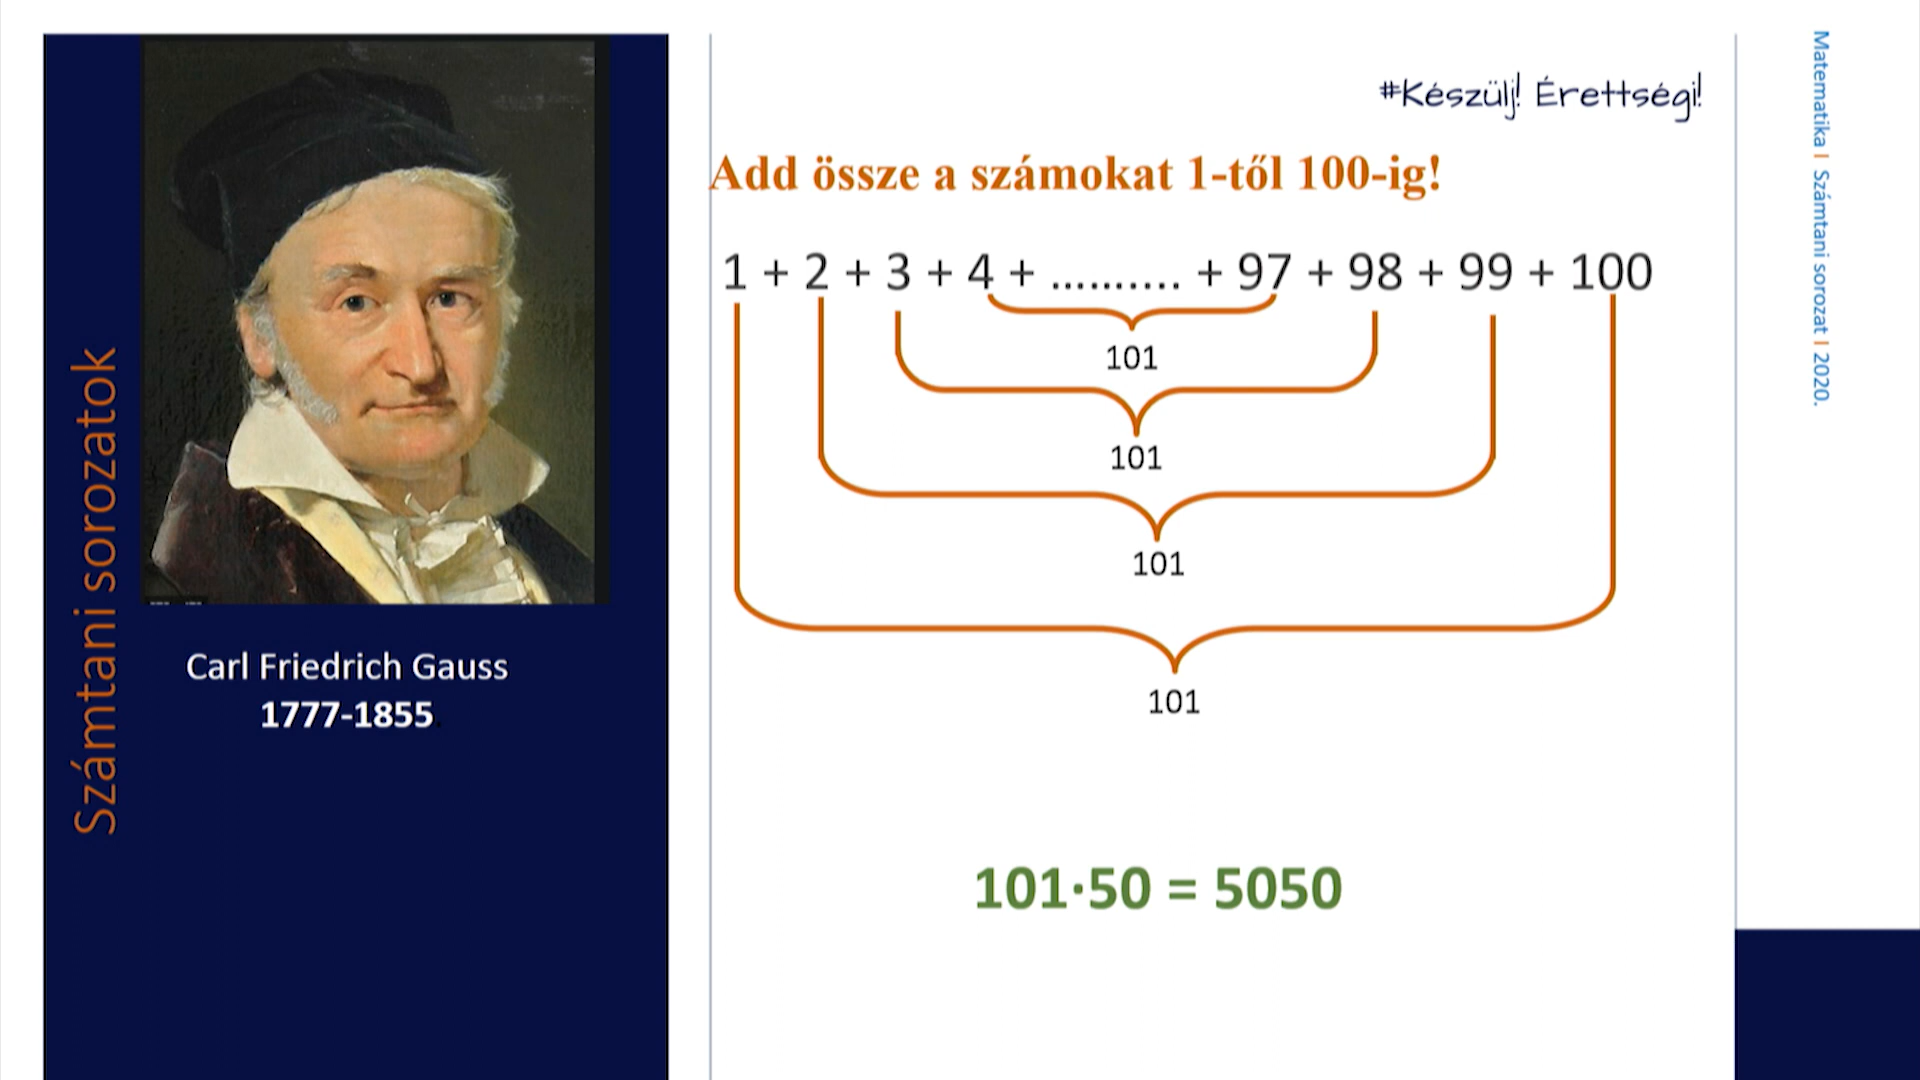 Számtani sorozatok
Carl Friedrich Gauss
1777-1855.
#Készülj! Érettségi!
Add össze a számokat 1-től 100-ig!
1 + 2 + 3 + 4 + .......... + 97 + 98 + 99 + 100
101
101
101
101
101·50 = 5050
Matematika I Számtani sorozat I 2020.